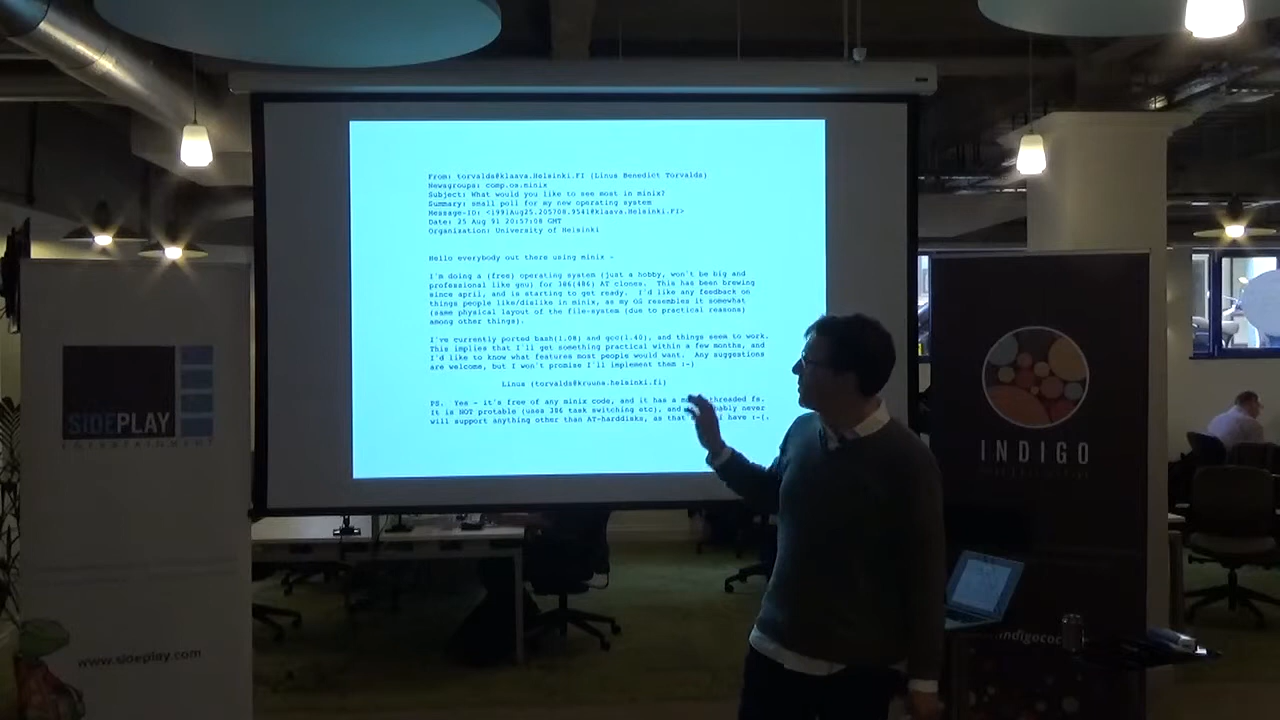 From: torvalds@klaava.Helsinki.FI (Linus Benedict Torvalds)
Newsgroups: comp.os.minix
Subject: What would you like to see most in minix?
Summary: small poll for my new operating system
Message-ID: <1991Aug25.205708.9541@klaava.Helsinki.FI>
Date: 25 Aug 91 20:57:08 GMT
Organization: University of Helsinki
Hello everybody out there using minix -
I'm doing a (free) operating system (just a hobby, won't be big and
professional like gnu) for 386(486) AT clones. This has been brewing
since april, and is starting to get ready. I'd like any feedback on
things people like/dislike in minix, as my OS resembles it somewhat
(same physical layout of the file-system (due to practical reasons)
among other things).
I've currently ported bash(1.08) and gcc(1.40), and things seem to work.
This implies that I'll get something practical within a few months, and
I'd like to know what features most people would want. Any suggestions
are welcome, but I won't promise I'll implement them :-)
Linus (torvalds@kruuna.helsinki.fi)
PS. Yes - it's free of any minix code, and it has a threaded fs.
It is NOT protable (uses 386 task switching etc), and never
will support anything other than AT-harddisks, as that have :-(.
SIDEPLAY
ENTERTAINMENT
www.sideplay.com
INDIGO
indigoco